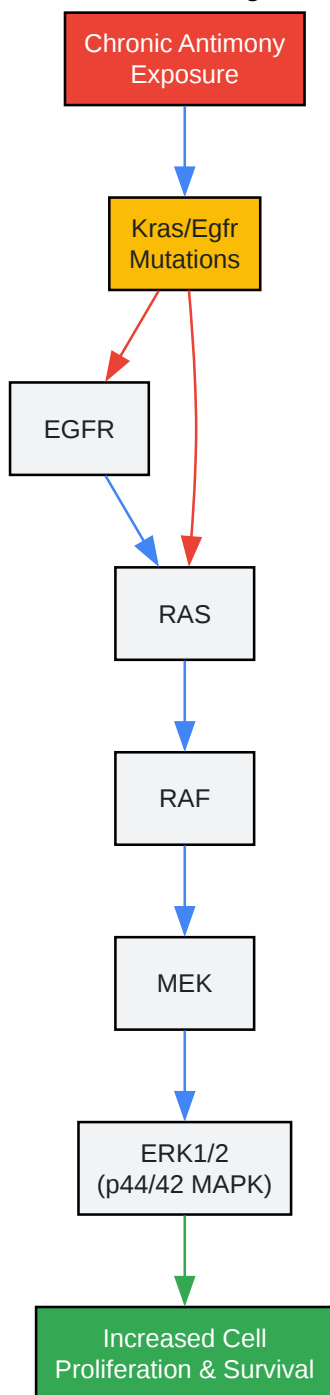 Chronic Antimony
Exposure
Kras/Egfr
Mutations
EGFR
RAS
RAF
MEK
ERK1/2
(p44/42 MAPK)
Increased Cell
Proliferation & Survival